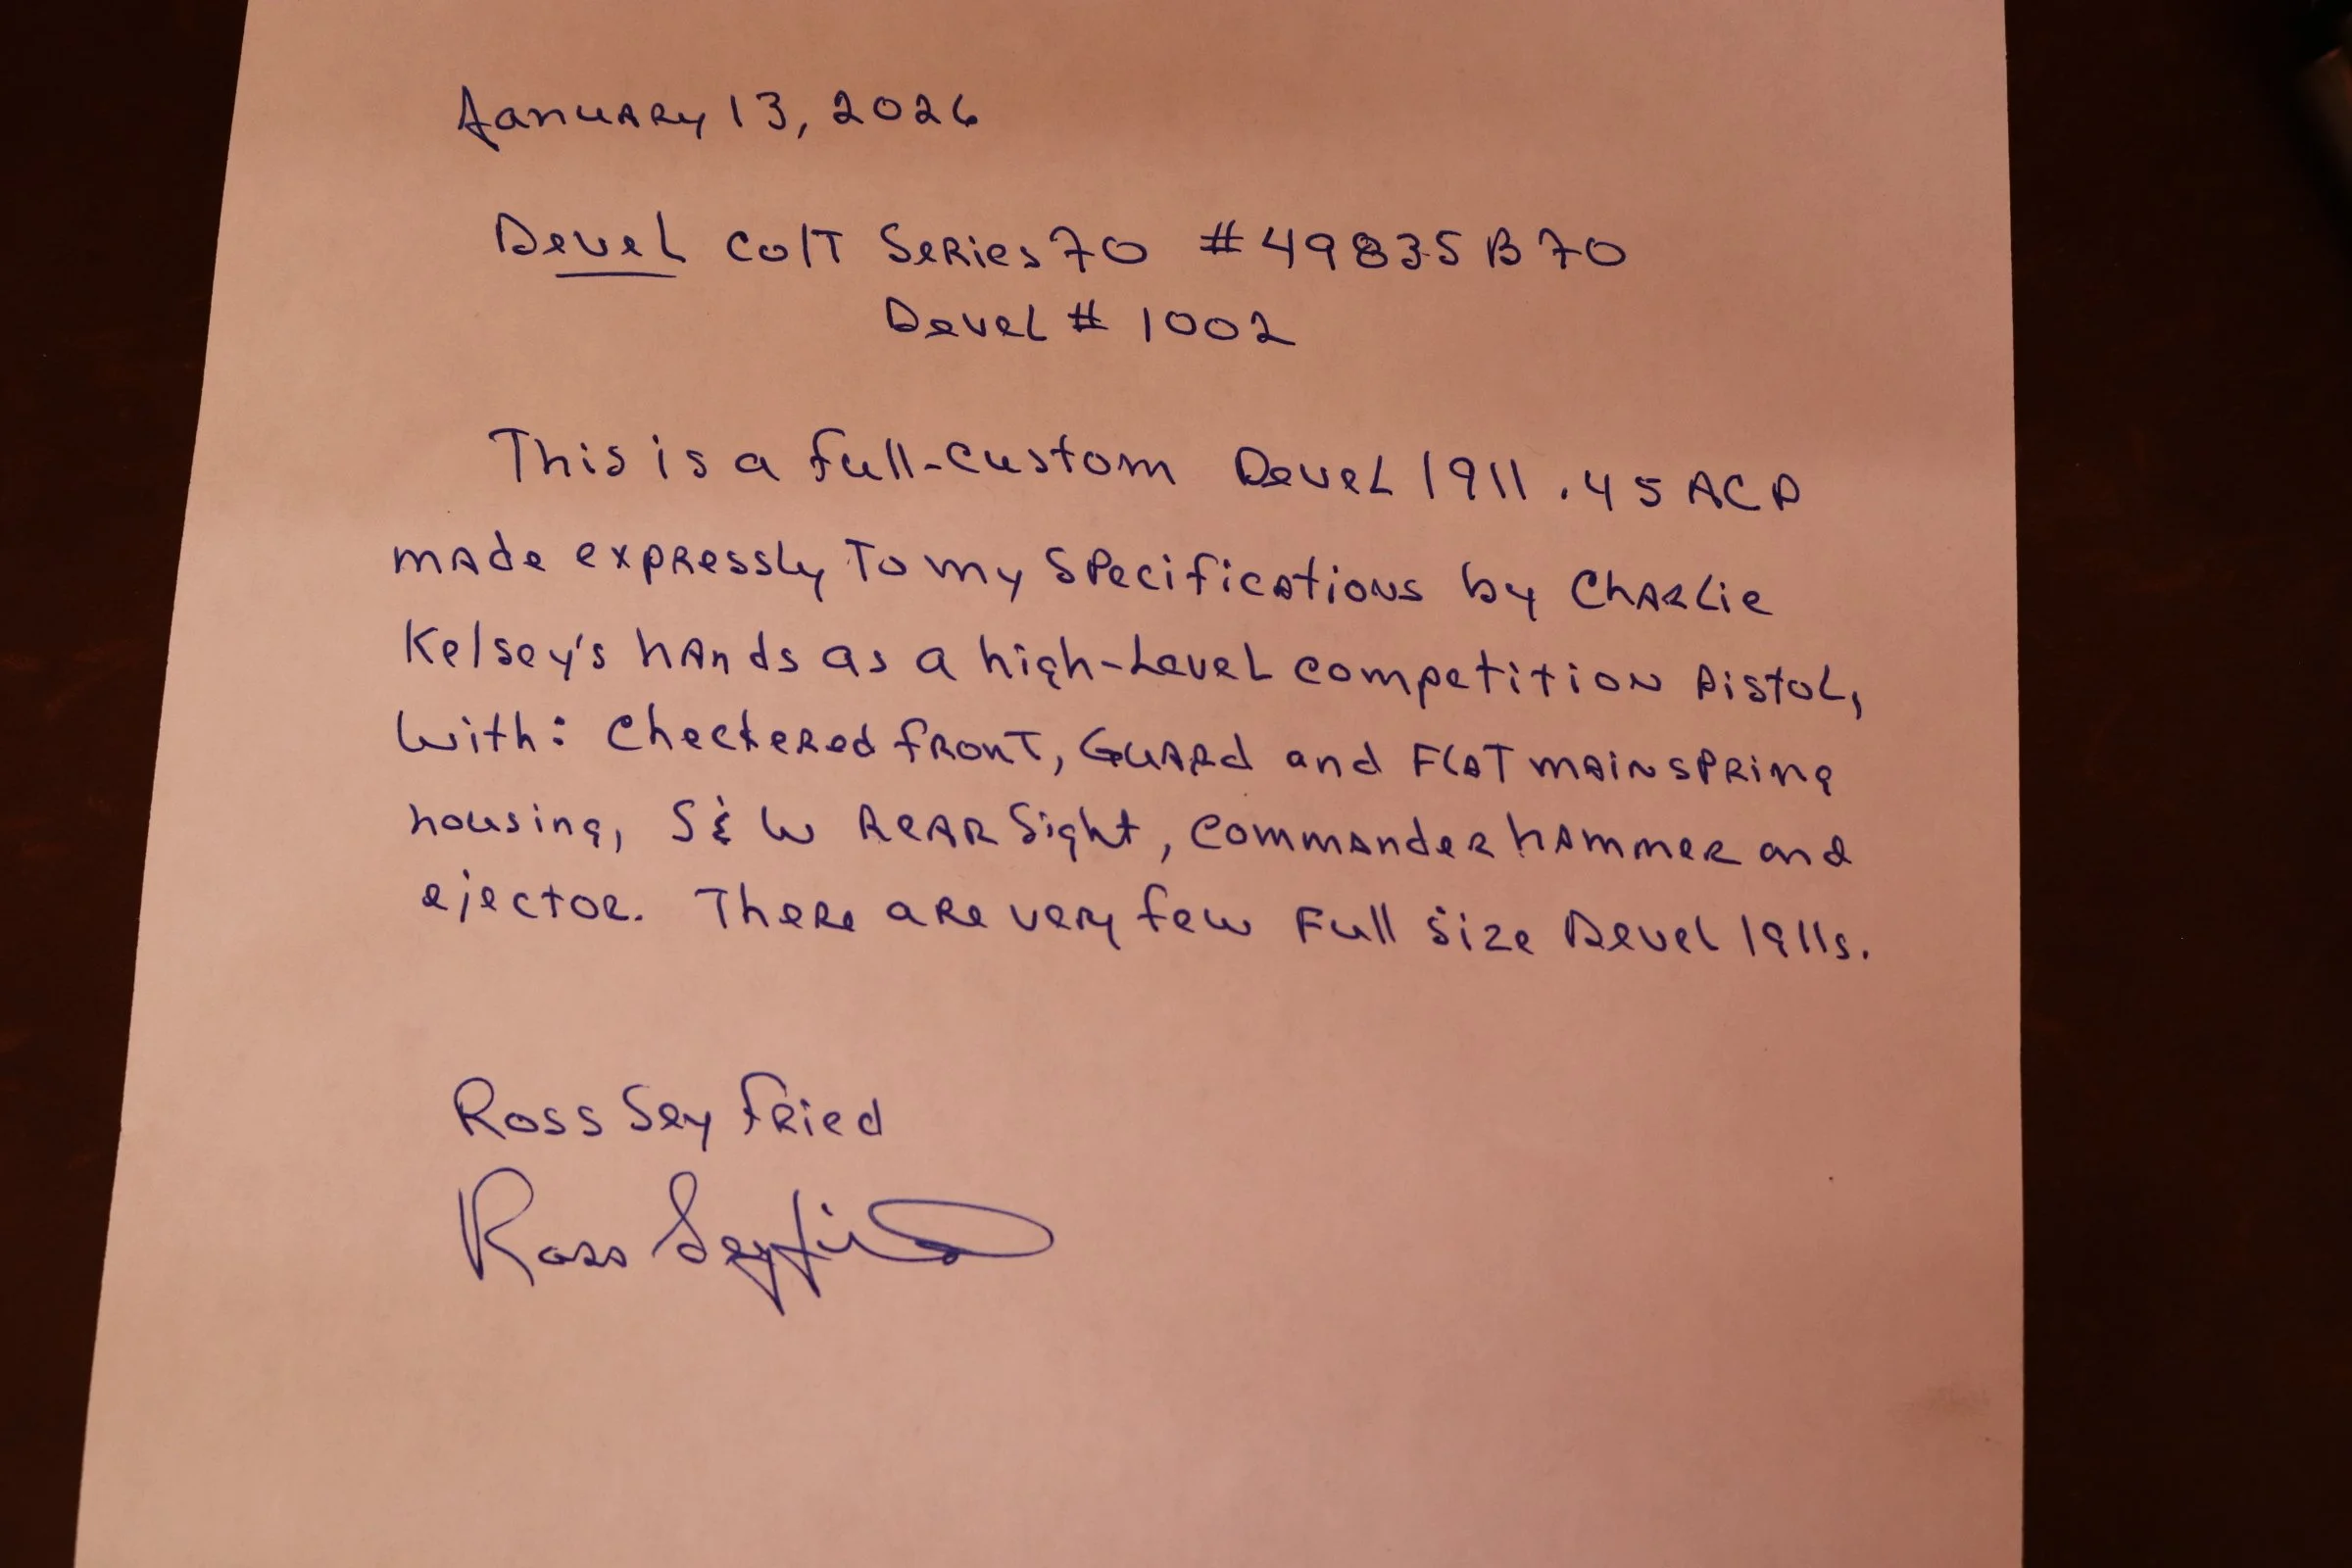 January 13, 2026
Devel Colt Series 70 #49835B70
Devel # 1002
This is a full-custom Devel 1911 .45 ACP
made expressly to my specifications by Charlie
Kelsey's hands as a high-level competition pistol,
with: checkered front, guard and flat mainspring
housing, S&W rear sight, commander hammer and
ejector. There are very few full size Devel 1911s.
Ross Seyfried
Ross Seyfried